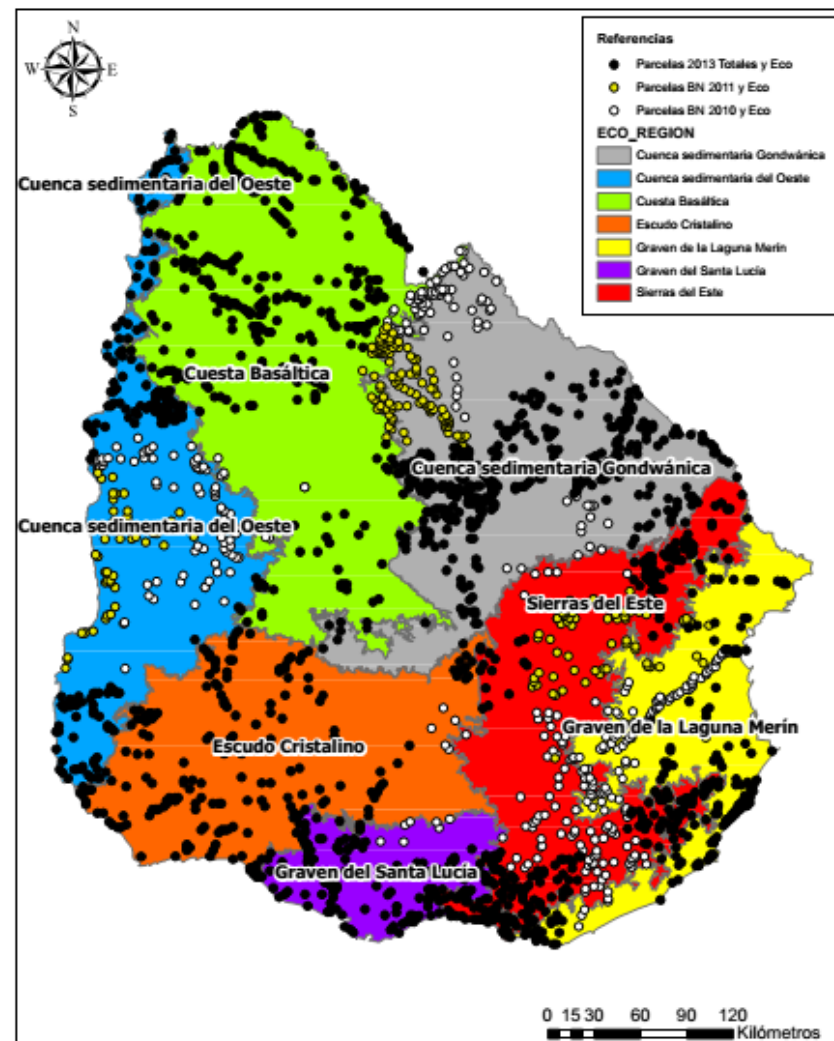 N
W E
S
Referencias
Parcelas 2013 Totales y Eco
Parcelas BN 2011 y Eco
Parcelas BN 2010 y Eco
ECO_REGION
Cuenca sedimentaria Gondwánica
Cuenca sedimentaria del Oeste
Cuesta Basáltica
Escudo Cristalino
Graven de la Laguna Merín
Graven del Santa Lucía
Sierras del Este
Cuenca sedimentaria del Oeste
Cuesta Basáltica
Cuenca sedimentaria Gondwánica
Cuenca sedimentaria del Oeste
Sierras del Este
Graven de la Laguna Merín
Escudo Cristalino
Graven del Santa Lucía
0 15 30 60 90 120
Kilómetros